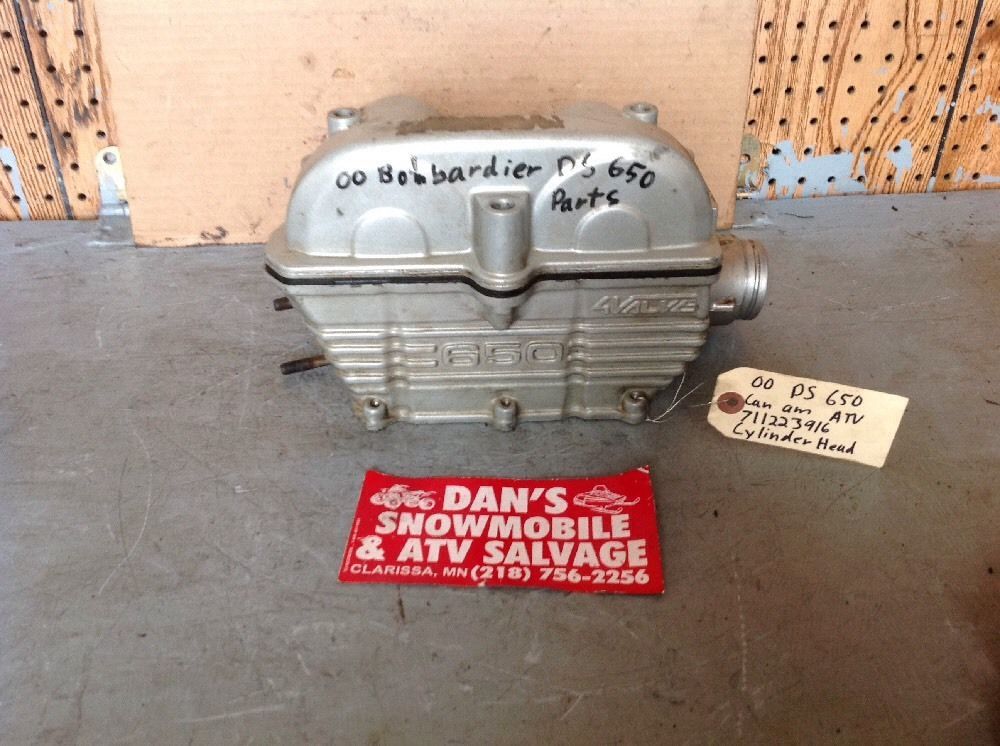 00 Bombardier DS 650
Parts
4VALVE
650
00 DS 650
Can am ATV
711223916
Cylinder Head
DAN'S
SNOWMOBILE
& ATV SALVAGE
CLARISSA, MN (218) 756-2256